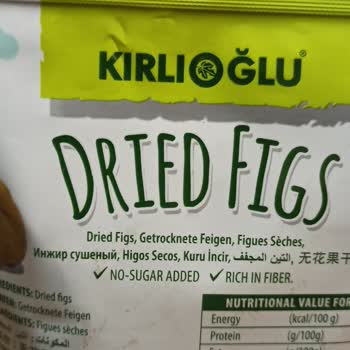 KIRLIOĞLU®
DRIED FIGS
Dried Figs, Getrocknete Feigen, Figues Sèches,
Инжир сушеный, Higos Secos, Kuru İncir, التين المجفف, 无花果干
✓ NO-SUGAR ADDED ✓ RICH IN FIBER.
EDIENTS: Dried figs
Getrocknete Feigen
Figues sèches
المكونات
NUTRITIONAL VALUE FOR
Energy (kcal/100 g)
Protein (g/100g)